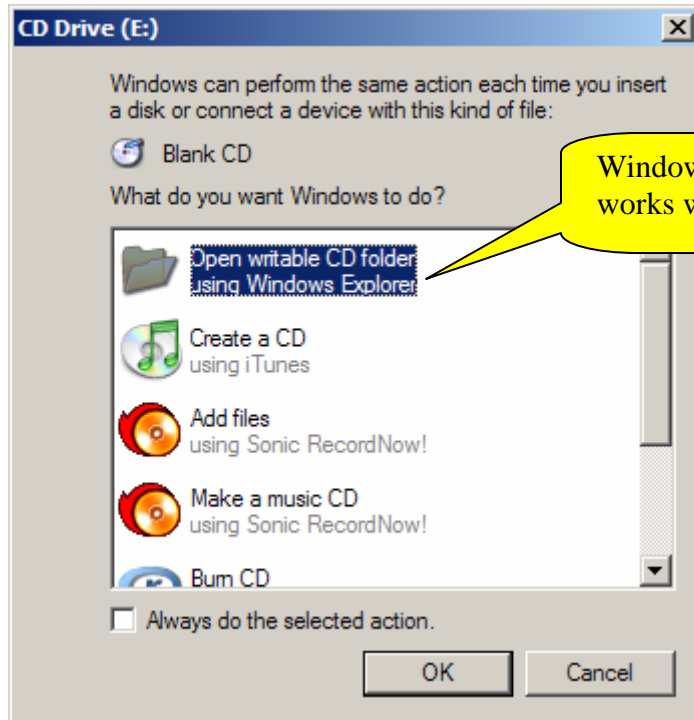 CD Drive (E:)
Windows can perform the same action each time you insert
a disk or connect a device with this kind of file:
Blank CD
What do you want Windows to do?
works
Open writable CD folder
using Windows Explorer
Create a CD
using iTunes
Add files
using Sonic RecordNow!
Make a music CD
using Sonic RecordNow!
Burn CD
Always do the selected action.
OK
Cancel